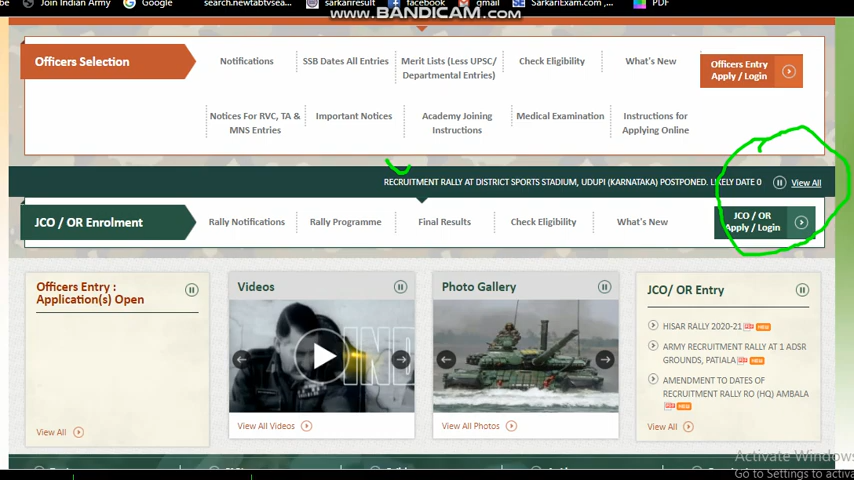 be
Join Indian Army
Google
search.newtabtvsea...
sarkariresult
facebook
gmail
SarkariExam.com ,...
PDF
www.BANDICAM.com
Officers Selection
Notifications
SSB Dates All Entries
Merit Lists (Less UPSC/
Departmental Entries)
Check Eligibility
What's New
Officers Entry
Apply / Login
Notices For RVC, TA &
MNS Entries
Important Notices
Academy Joining
Instructions
Medical Examination
Instructions for
Applying Online
RECRUITMENT RALLY AT DISTRICT SPORTS STADIUM, UDUPI (KARNATAKA) POSTPONED. LIKELY DATE 0
View All
JCO / OR Enrolment
Rally Notifications
Rally Programme
Final Results
Check Eligibility
What's New
JCO / OR
Apply / Login
Officers Entry :
Application(s) Open
View All
Videos
IND
View All Videos
Photo Gallery
View All Photos
JCO/ OR Entry
HISAR RALLY 2020-21 NEW
ARMY RECRUITMENT RALLY AT 1 ADSR
GROUNDS, PATIALA NEW
AMENDMENT TO DATES OF
RECRUITMENT RALLY RO (HQ) AMBALA
NEW
View All
Activate Windows
Go to Settings to activa